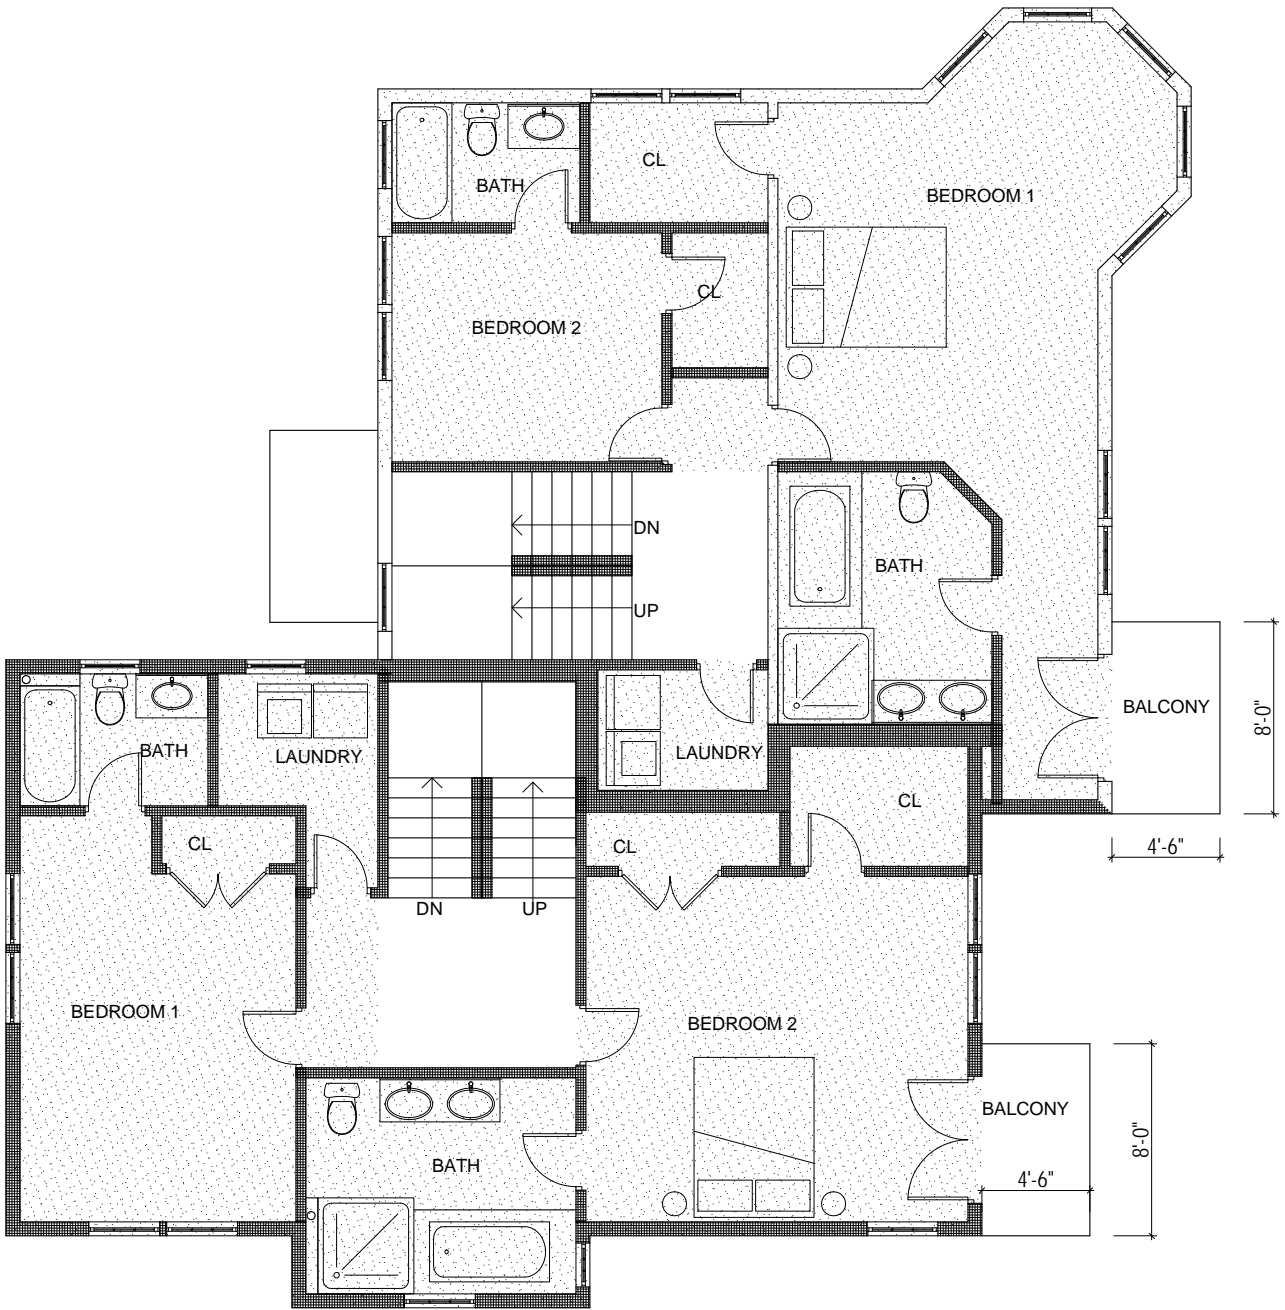 CL
BATH
BEDROOM 1
CL
BEDROOM 2
DN
BATH
UP
BALCONY
8'-0"
BATH
LAUNDRY
LAUNDRY
CL
CL
CL
4'-6"
DN
UP
BEDROOM 1
BEDROOM 2
BALCONY
8'-0"
BATH
4'-6"